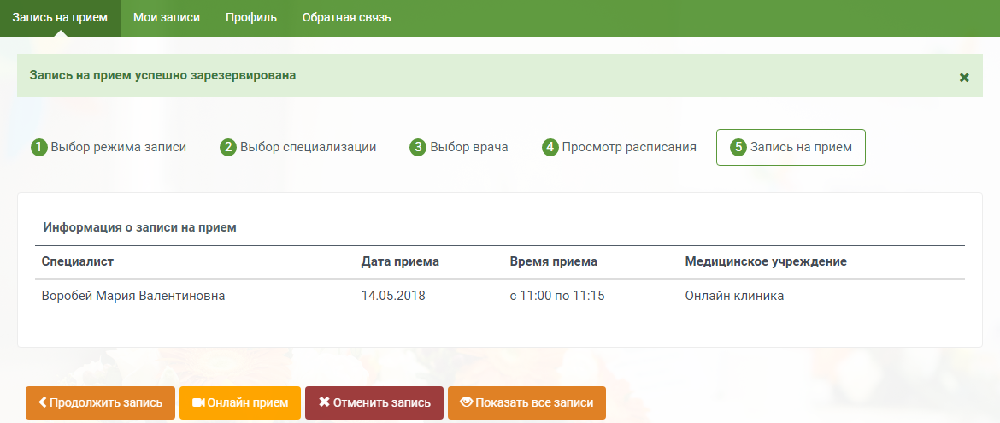 Запись на прием Мои записи Профиль Обратная связь
Запись на прием успешно зарезервирована
1 Выбор режима записи 2 Выбор специализации 3 Выбор врача 4 Просмотр расписания 5 Запись на прием
Информация о записи на прием
Специалист Дата приема Время приема Медицинское учреждение
Воробей Мария Валентиновна 14.05.2018 с 11:00 по 11:15 Онлайн клиника
Продолжить запись Онлайн прием Отменить запись Показать все записи